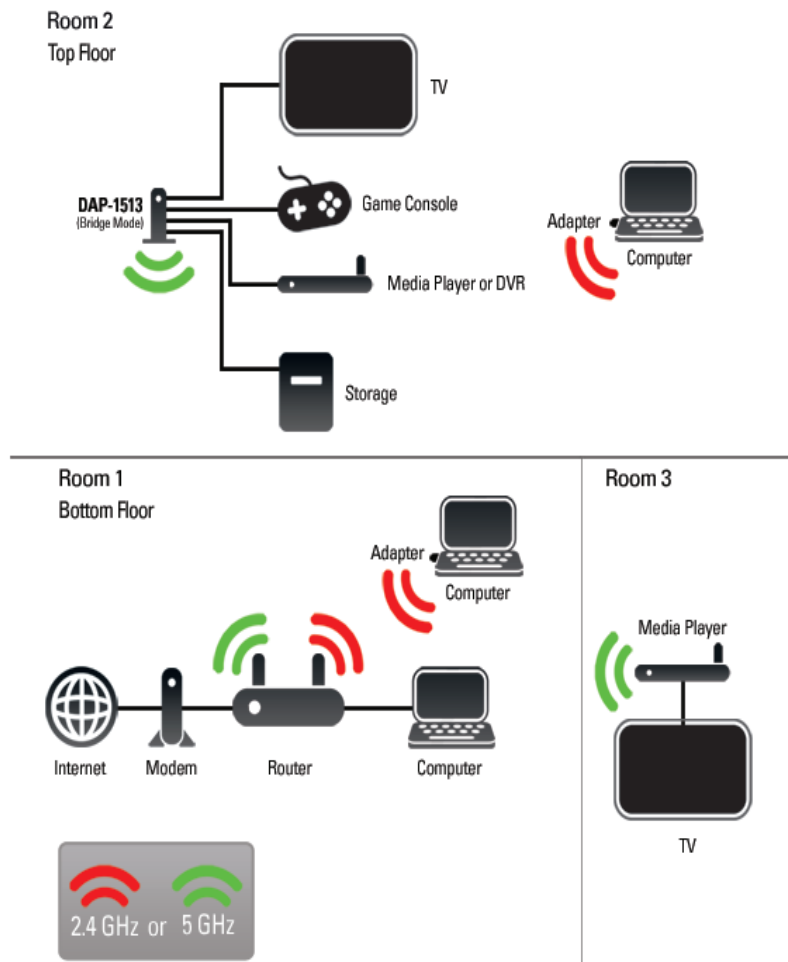 Room 2
Top Floor
TV
DAP-1513
(Bridge Mode)
Game Console
Adapter
Computer
Media Player or DVR
Storage
Room 1
Bottom Floor
Room 3
Adapter
Computer
Media Player
Internet
Modem
Router
Computer
TV
2.4 GHz or 5 GHz